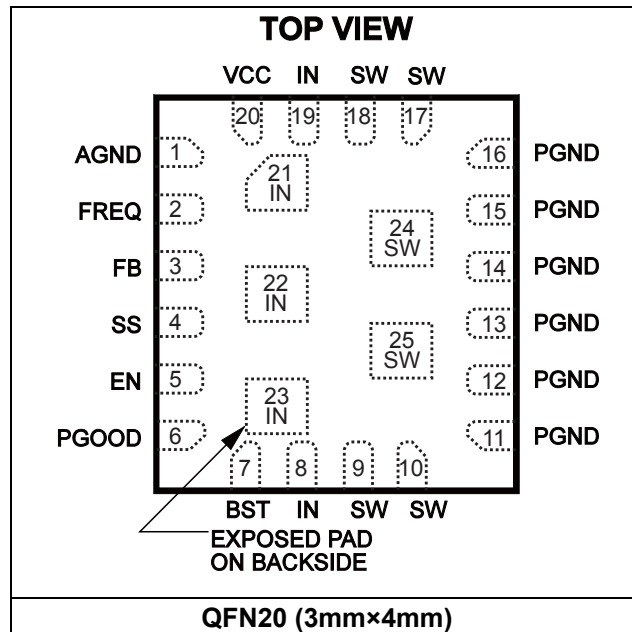 TOP VIEW
VCC IN SW SW
20 19 18 17
AGND 1
16 PGND
21
IN
FREQ 2
15 PGND
24
SW
FB 3
14 PGND
22
IN
SS 4
13 PGND
25
SW
EN 5
12 PGND
23
IN
PGOOD 6
11 PGND
7 8 9 10
BST IN SW SW
EXPOSED PAD
ON BACKSIDE
QFN20 (3mm×4mm)